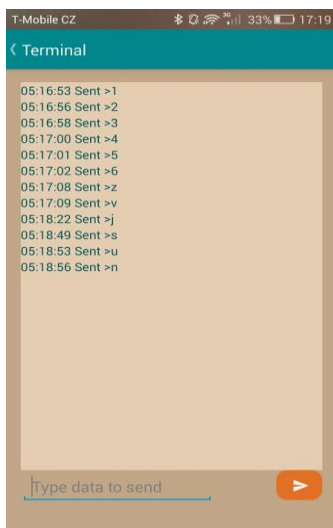 T-Mobile CZ 3G 33% 17:19
Terminal
05:16:53 Sent >1
05:16:56 Sent >2
05:16:58 Sent >3
05:17:00 Sent >4
05:17:01 Sent >5
05:17:02 Sent >6
05:17:08 Sent >z
05:17:09 Sent >v
05:18:22 Sent >j
05:18:49 Sent >s
05:18:53 Sent >u
05:18:56 Sent >n
Type data to send